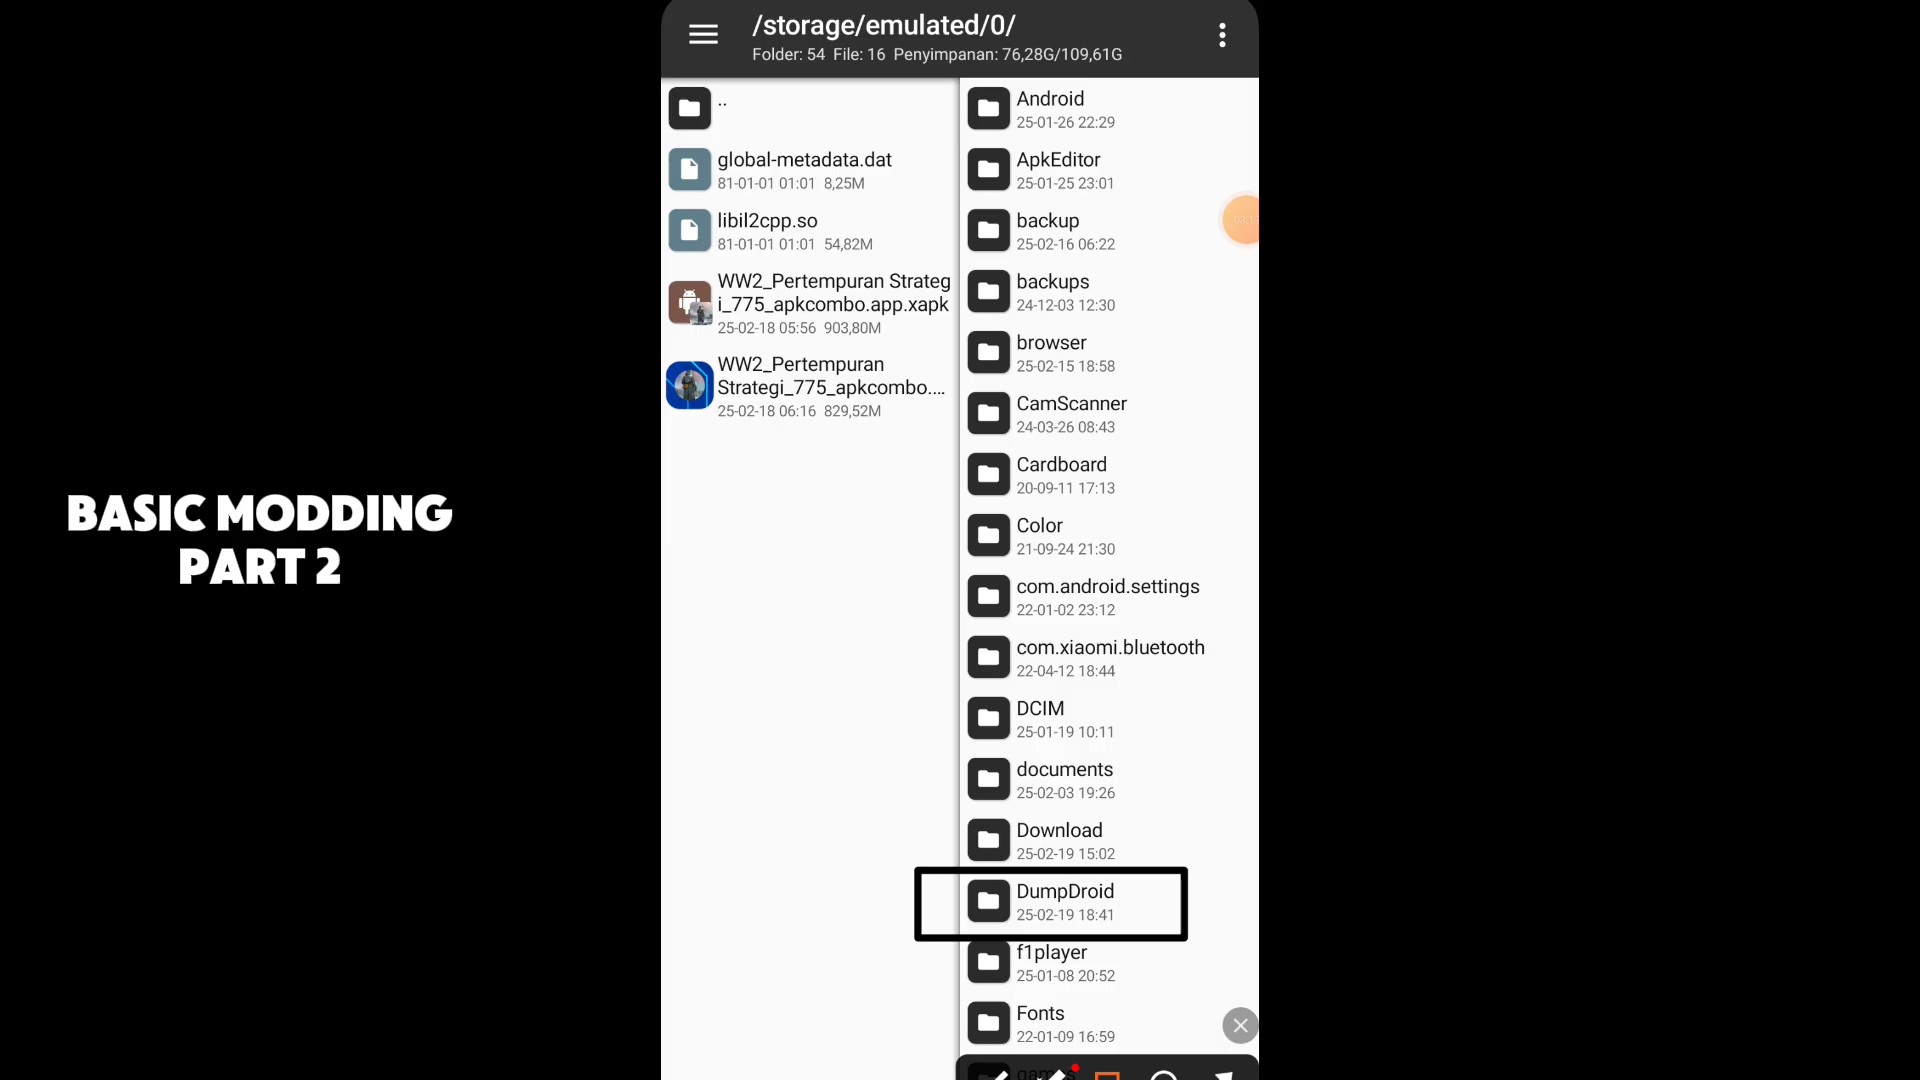 BASIC MODDING
PART 2
/storage/emulated/0/
Folder: 54 File: 16 Penyimpanan: 76,28G/109,61G
..
global-metadata.dat
81-01-01 01:01 8,25M
libil2cpp.so
81-01-01 01:01 54,82M
WW2_Pertempuran Strateg
i_775_apkcombo.app.xapk
25-02-18 05:56 903,80M
WW2_Pertempuran
Strategi_775_apkcombo.…
25-02-18 06:16 829,52M
Android
25-01-26 22:29
ApkEditor
25-01-25 23:01
backup
25-02-16 06:22
backups
24-12-03 12:30
browser
25-02-15 18:58
CamScanner
24-03-26 08:43
Cardboard
20-09-11 17:13
Color
21-09-24 21:30
com.android.settings
22-01-02 23:12
com.xiaomi.bluetooth
22-04-12 18:44
DCIM
25-01-19 10:11
documents
25-02-03 19:26
Download
25-02-19 15:02
DumpDroid
25-02-19 18:41
f1player
25-01-08 20:52
Fonts
22-01-09 16:59
games